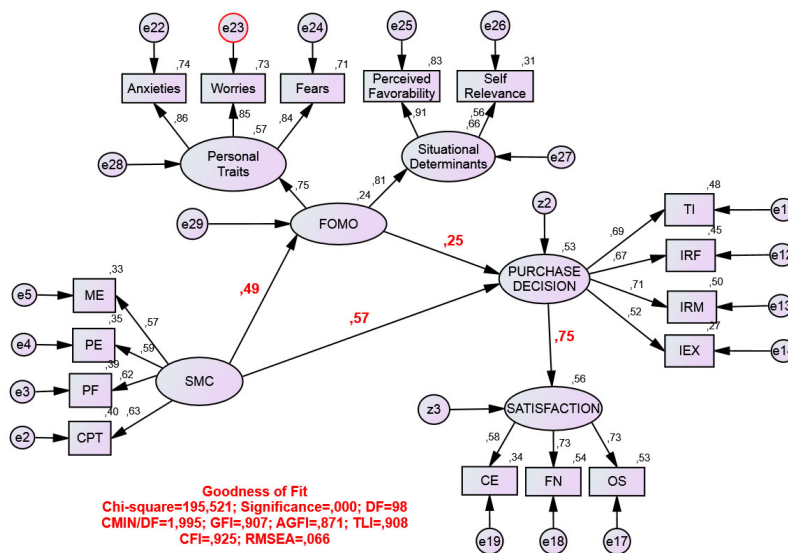 e22
e23
e24
e25
e26
,74
,73
,71
,83
,31
Anxieties
Worries
Fears
Perceived
Favorability
Self
Relevance
,86
,85
,84
,91
,56
,57
,66
e28
Personal
Traits
Situational
Determinants
e27
,75
,81
,24
e29
FOMO
z2
,25
,53
PURCHASE
DECISION
,69
,67
,71
,52
,48
TI
e1
,45
IRF
e12
,50
IRM
e13
,27
IEX
e14
,49
,57
,33
e5
ME
,57
,35
e4
PE
,59
,39
e3
PF
,62
,40
e2
CPT
,63
SMC
,75
,56
z3
SATISFACTION
,58
,73
,73
,34
,54
,53
CE
FN
OS
e19
e18
e17
Goodness of Fit
Chi-square=195,521; Significance=,000; DF=98
CMIN/DF=1,995; GFI=,907; AGFI=,871; TLI=,908
CFI=,925; RMSEA=,066